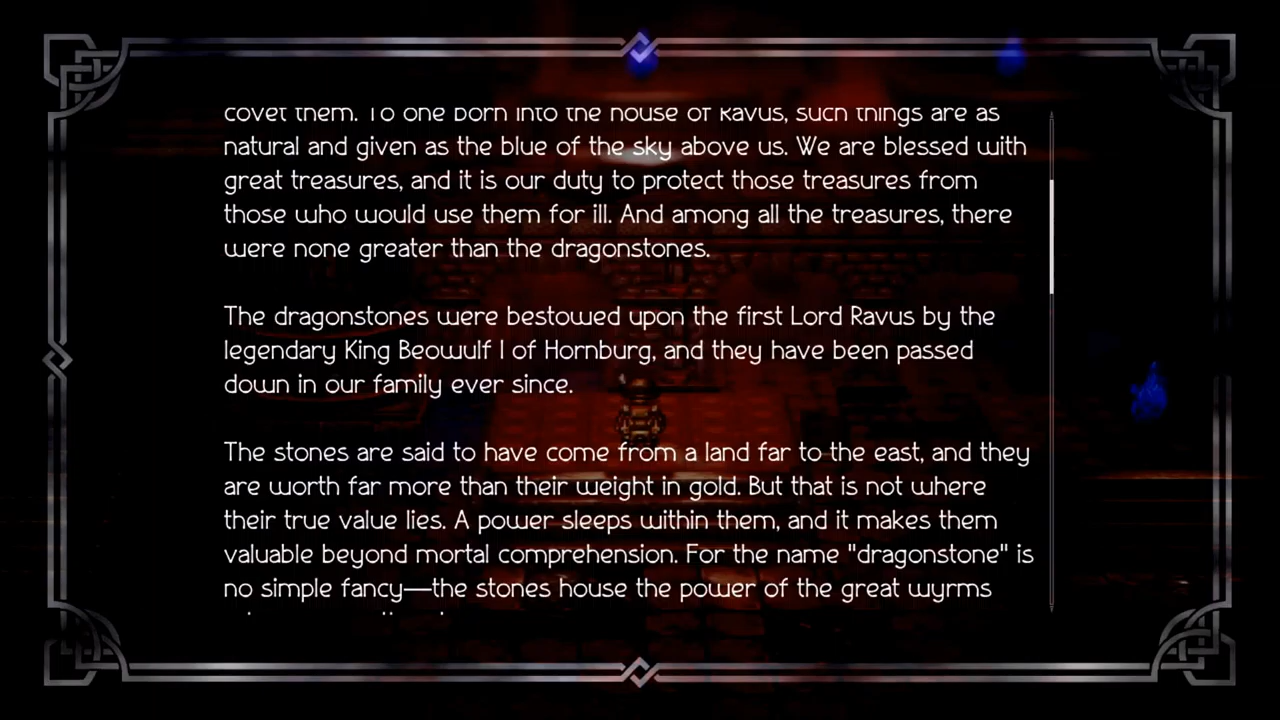 covet them. To one born into the house of Ravus, such things are as
natural and given as the blue of the sky above us. We are blessed with
great treasures, and it is our duty to protect those treasures from
those who would use them for ill. And among all the treasures, there
were none greater than the dragonstones.
The dragonstones were bestowed upon the first Lord Ravus by the
legendary King Beowulf I of Hornburg, and they have been passed
down in our family ever since.
The stones are said to have come from a land far to the east, and they
are worth far more than their weight in gold. But that is not where
their true value lies. A power sleeps within them, and it makes them
valuable beyond mortal comprehension. For the name "dragonstone" is
no simple fancy—the stones house the power of the great wyrms